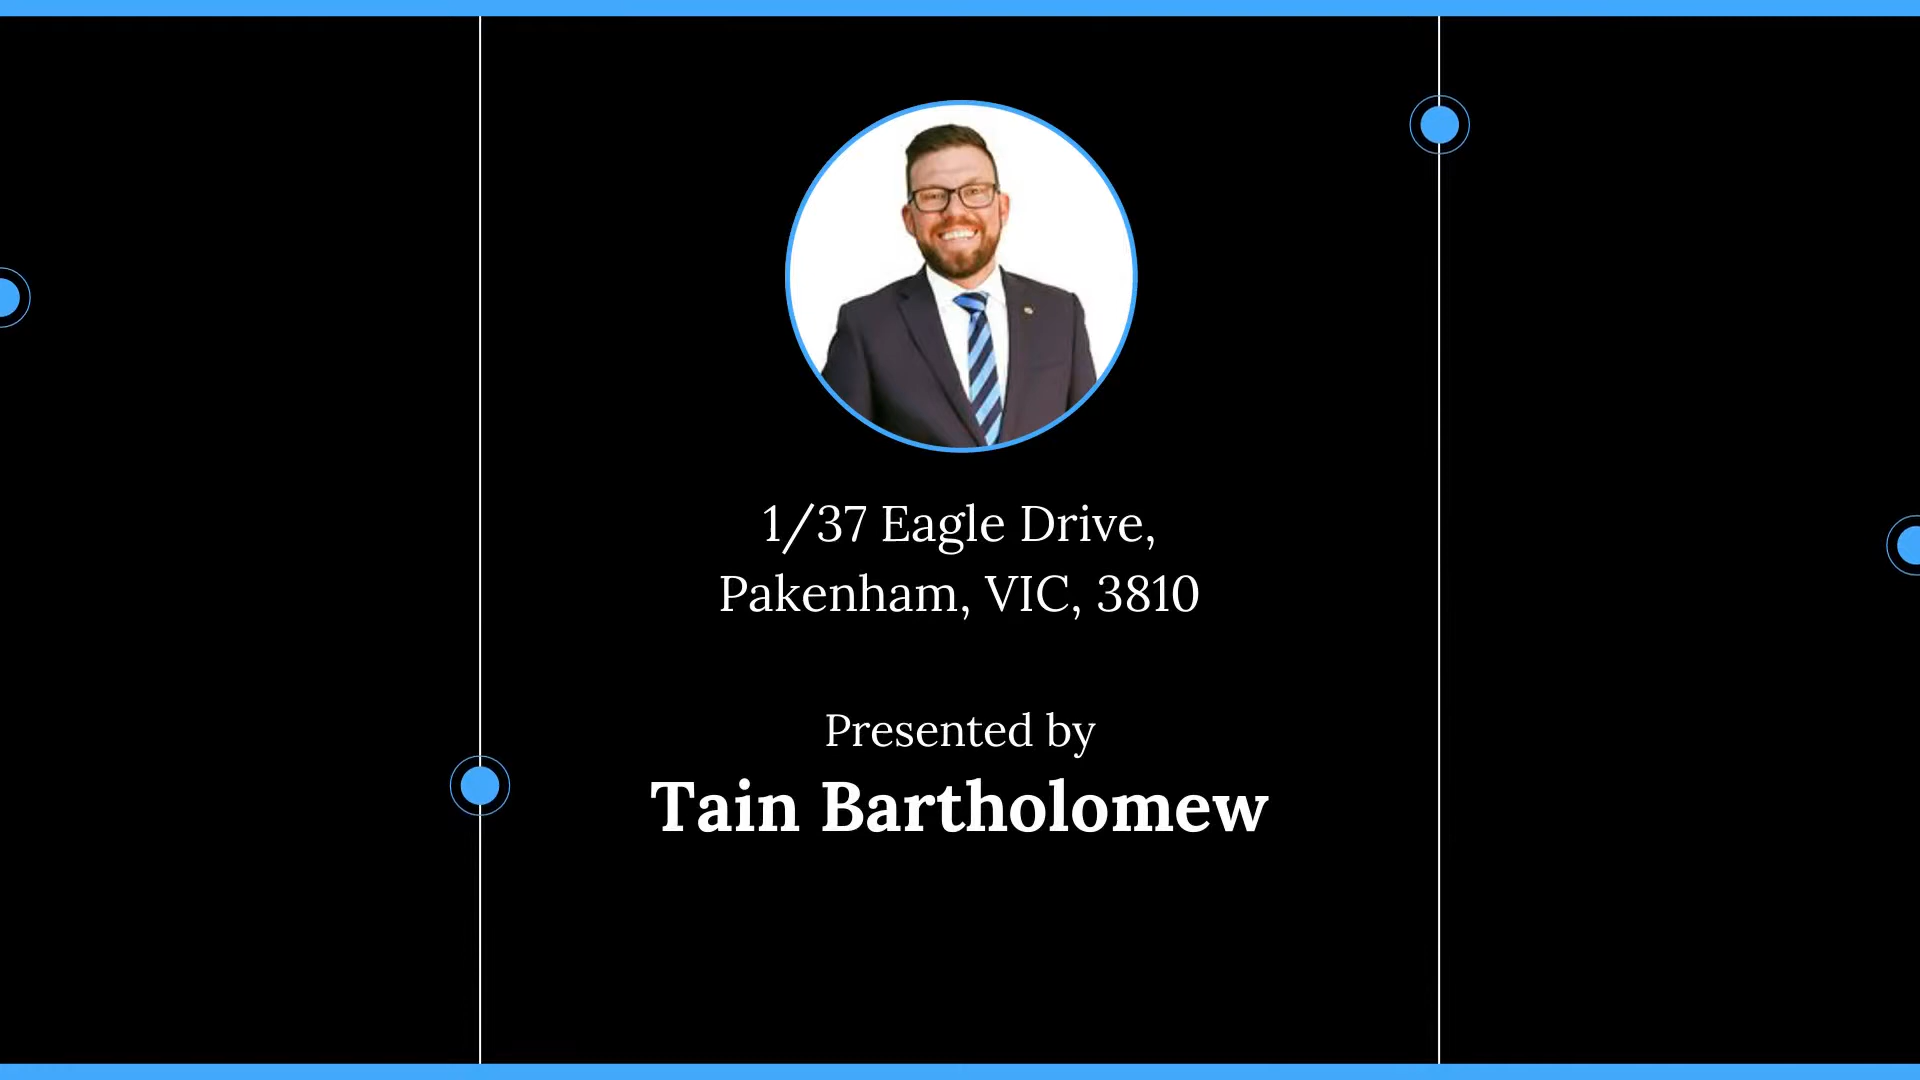 1/37 Eagle Drive,
Pakenham, VIC, 3810
Presented by
Tain Bartholomew